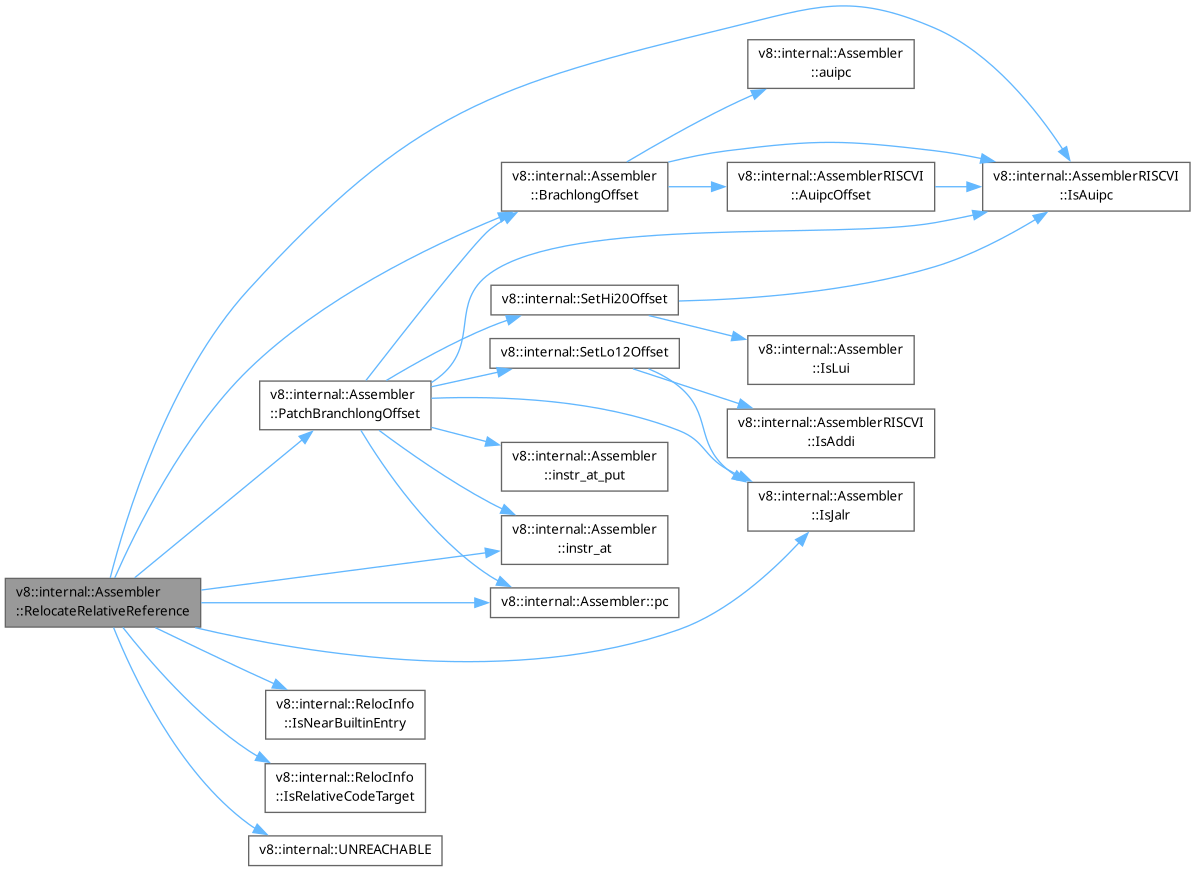 v8::internal::Assembler
::auipc
v8::internal::Assembler
::BrachlongOffset
v8::internal::AssemblerRISCVI
::AuipcOffset
v8::internal::AssemblerRISCVI
::IsAuipc
v8::internal::SetHi20Offset
v8::internal::SetLo12Offset
v8::internal::Assembler
::IsLui
v8::internal::Assembler
::PatchBranchlongOffset
v8::internal::AssemblerRISCVI
::IsAddi
v8::internal::Assembler
::instr_at_put
v8::internal::Assembler
::IsJalr
v8::internal::Assembler
::instr_at
v8::internal::Assembler
::RelocateRelativeReference
v8::internal::Assembler::pc
v8::internal::RelocInfo
::IsNearBuiltinEntry
v8::internal::RelocInfo
::IsRelativeCodeTarget
v8::internal::UNREACHABLE